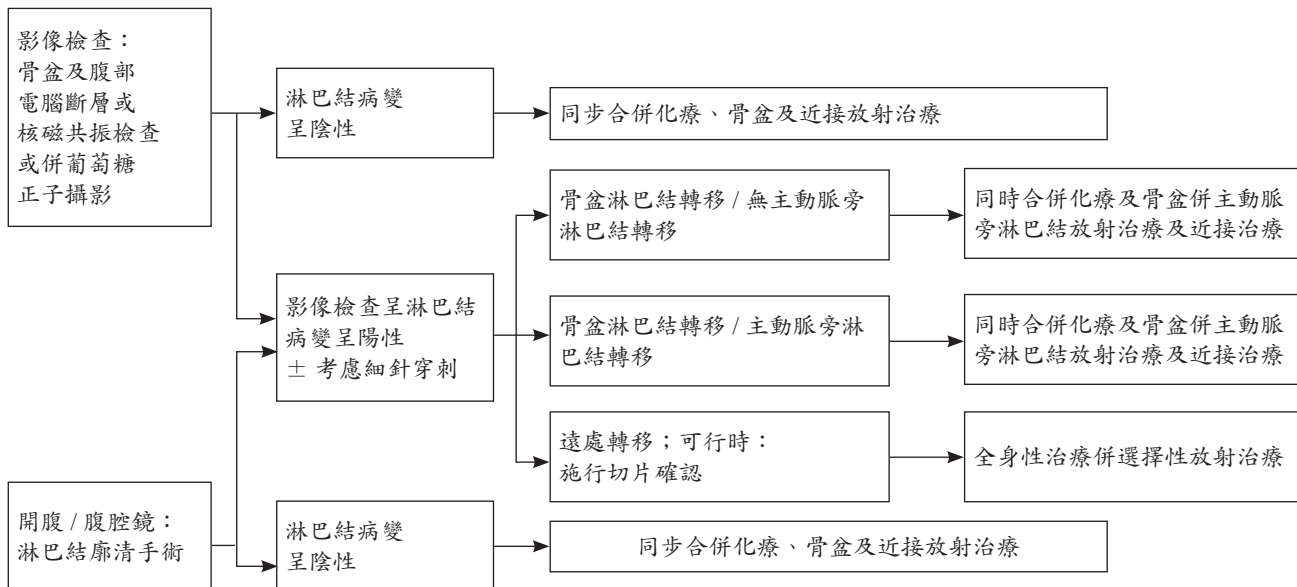 影像檢查：
骨盆及腹部
電腦斷層或
核磁共振檢查
或併葡萄糖
正子攝影
淋巴結病變
呈陰性
同步合併化療、骨盆及近接放射治療
影像檢查呈淋巴結
病變呈陽性
± 考慮細針穿刺
骨盆淋巴結轉移 / 無主動脈旁
淋巴結轉移
同時合併化療及骨盆併主動脈
旁淋巴結放射治療及近接治療
骨盆淋巴結轉移 / 主動脈旁淋
巴結轉移
同時合併化療及骨盆併主動脈
旁淋巴結放射治療及近接治療
遠處轉移；可行時：
施行切片確認
全身性治療併選擇性放射治療
開腹 / 腹腔鏡：
淋巴結廓清手術
淋巴結病變
呈陰性
同步合併化療、骨盆及近接放射治療